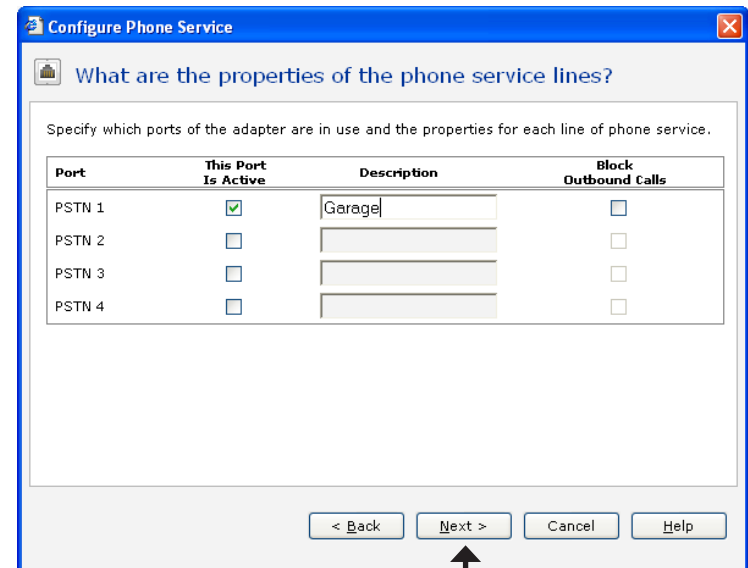 Configure Phone Service
What are the properties of the phone service lines?
Specify which ports of the adapter are in use and the properties for each line of phone service.
Port This Port Is Active Description Block Outbound Calls
PSTN 1 Garage
PSTN 2
PSTN 3
PSTN 4
< Back Next > Cancel Help